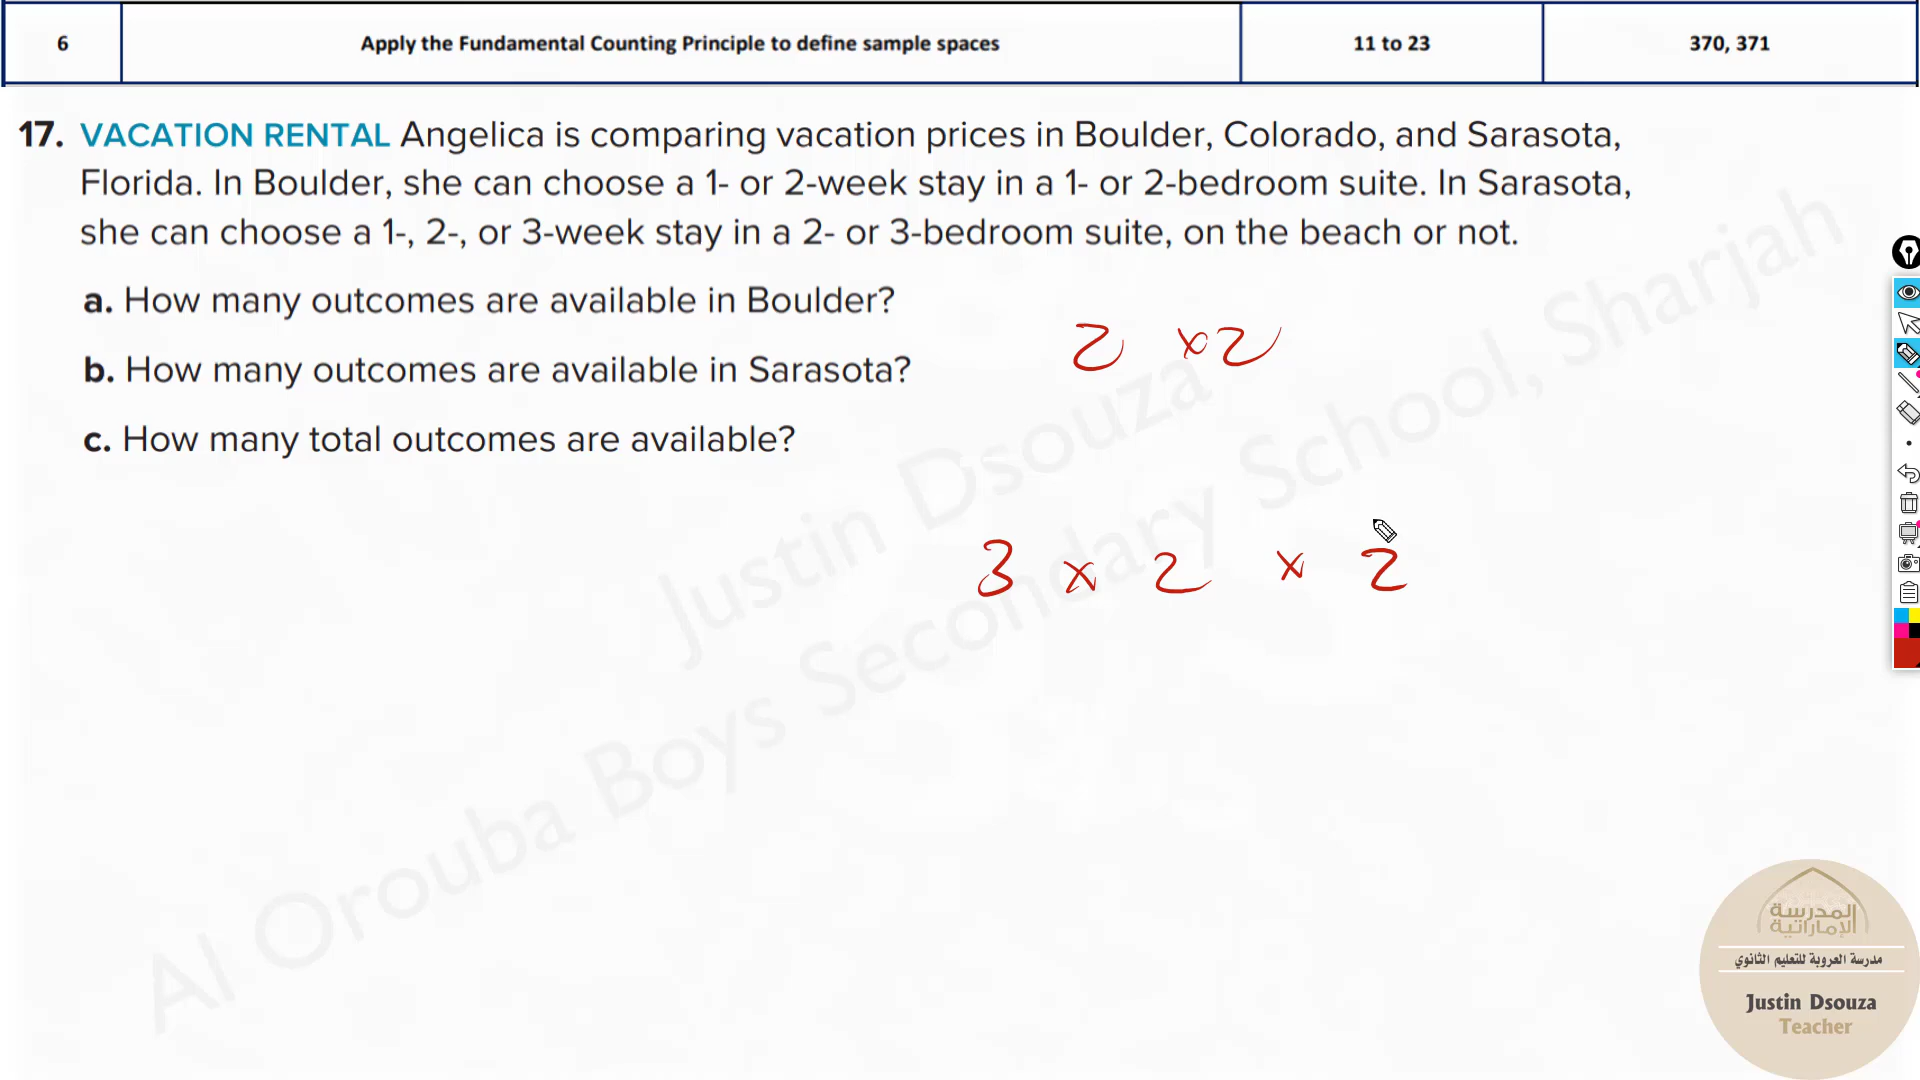 6 Apply the Fundamental Counting Principle to define sample spaces 11 to 23 370, 371
17. VACATION RENTAL Angelica is comparing vacation prices in Boulder, Colorado, and Sarasota,
Florida. In Boulder, she can choose a 1- or 2-week stay in a 1- or 2-bedroom suite. In Sarasota,
she can choose a 1-, 2-, or 3-week stay in a 2- or 3-bedroom suite, on the beach or not.
a. How many outcomes are available in Boulder?
2 × 2
b. How many outcomes are available in Sarasota?
c. How many total outcomes are available?
3 × 2 × 2
Justin Dsouza
Al Orouba Boys Secondary School, Sharjah
المدرسة
الإماراتية
مدرسة العروبة للتعليم الثانوي
Justin Dsouza
Teacher